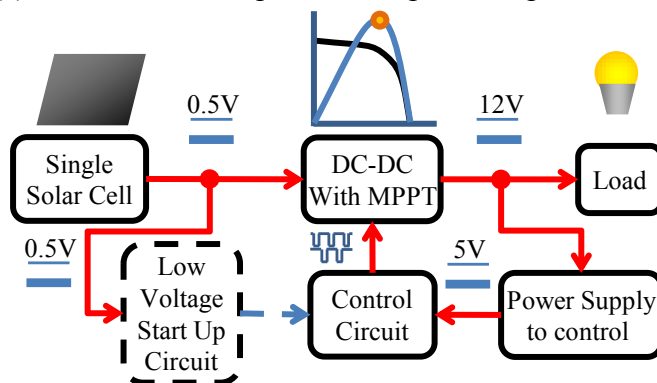 0.5V
12V
Single
Solar Cell
DC-DC
With MPPT
Load
0.5V
Low
Voltage
Start Up
Circuit
5V
Control
Circuit
Power Supply
to control